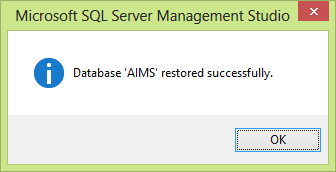 Microsoft SQL Server Management Studio
Database 'AIMS' restored successfully.
OK